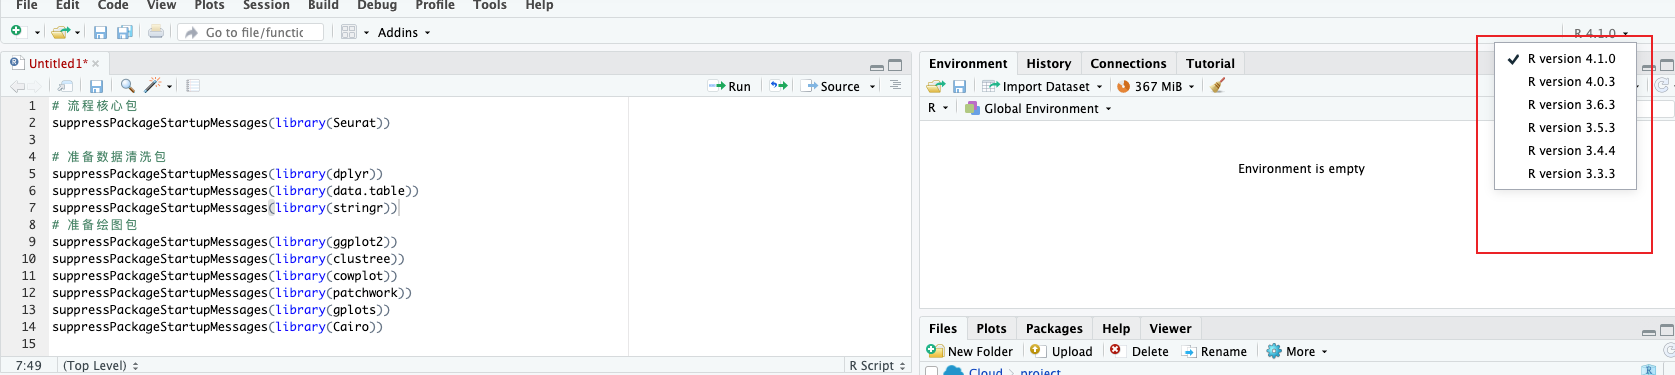 File Edit Code View Plots Session Build Debug Profile Tools Help
Go to file/functic Addins R 4.1.0
Untitled1*
Run Source
1 # 流程核心包
2 suppressPackageStartupMessages(library(Seurat))
3
4 # 准备数据清洗包
5 suppressPackageStartupMessages(library(dplyr))
6 suppressPackageStartupMessages(library(data.table))
7 suppressPackageStartupMessages(library(stringr))
8 # 准备绘图包
9 suppressPackageStartupMessages(library(ggplot2))
10 suppressPackageStartupMessages(library(clustree))
11 suppressPackageStartupMessages(library(cowplot))
12 suppressPackageStartupMessages(library(patchwork))
13 suppressPackageStartupMessages(library(gplots))
14 suppressPackageStartupMessages(library(Cairo))
15
7:49 (Top Level) R Script
Environment History Connections Tutorial
Import Dataset 367 MiB
R Global Environment
Environment is empty
R version 4.1.0
R version 4.0.3
R version 3.6.3
R version 3.5.3
R version 3.4.4
R version 3.3.3
Files Plots Packages Help Viewer
New Folder Upload Delete Rename More
Cloud project